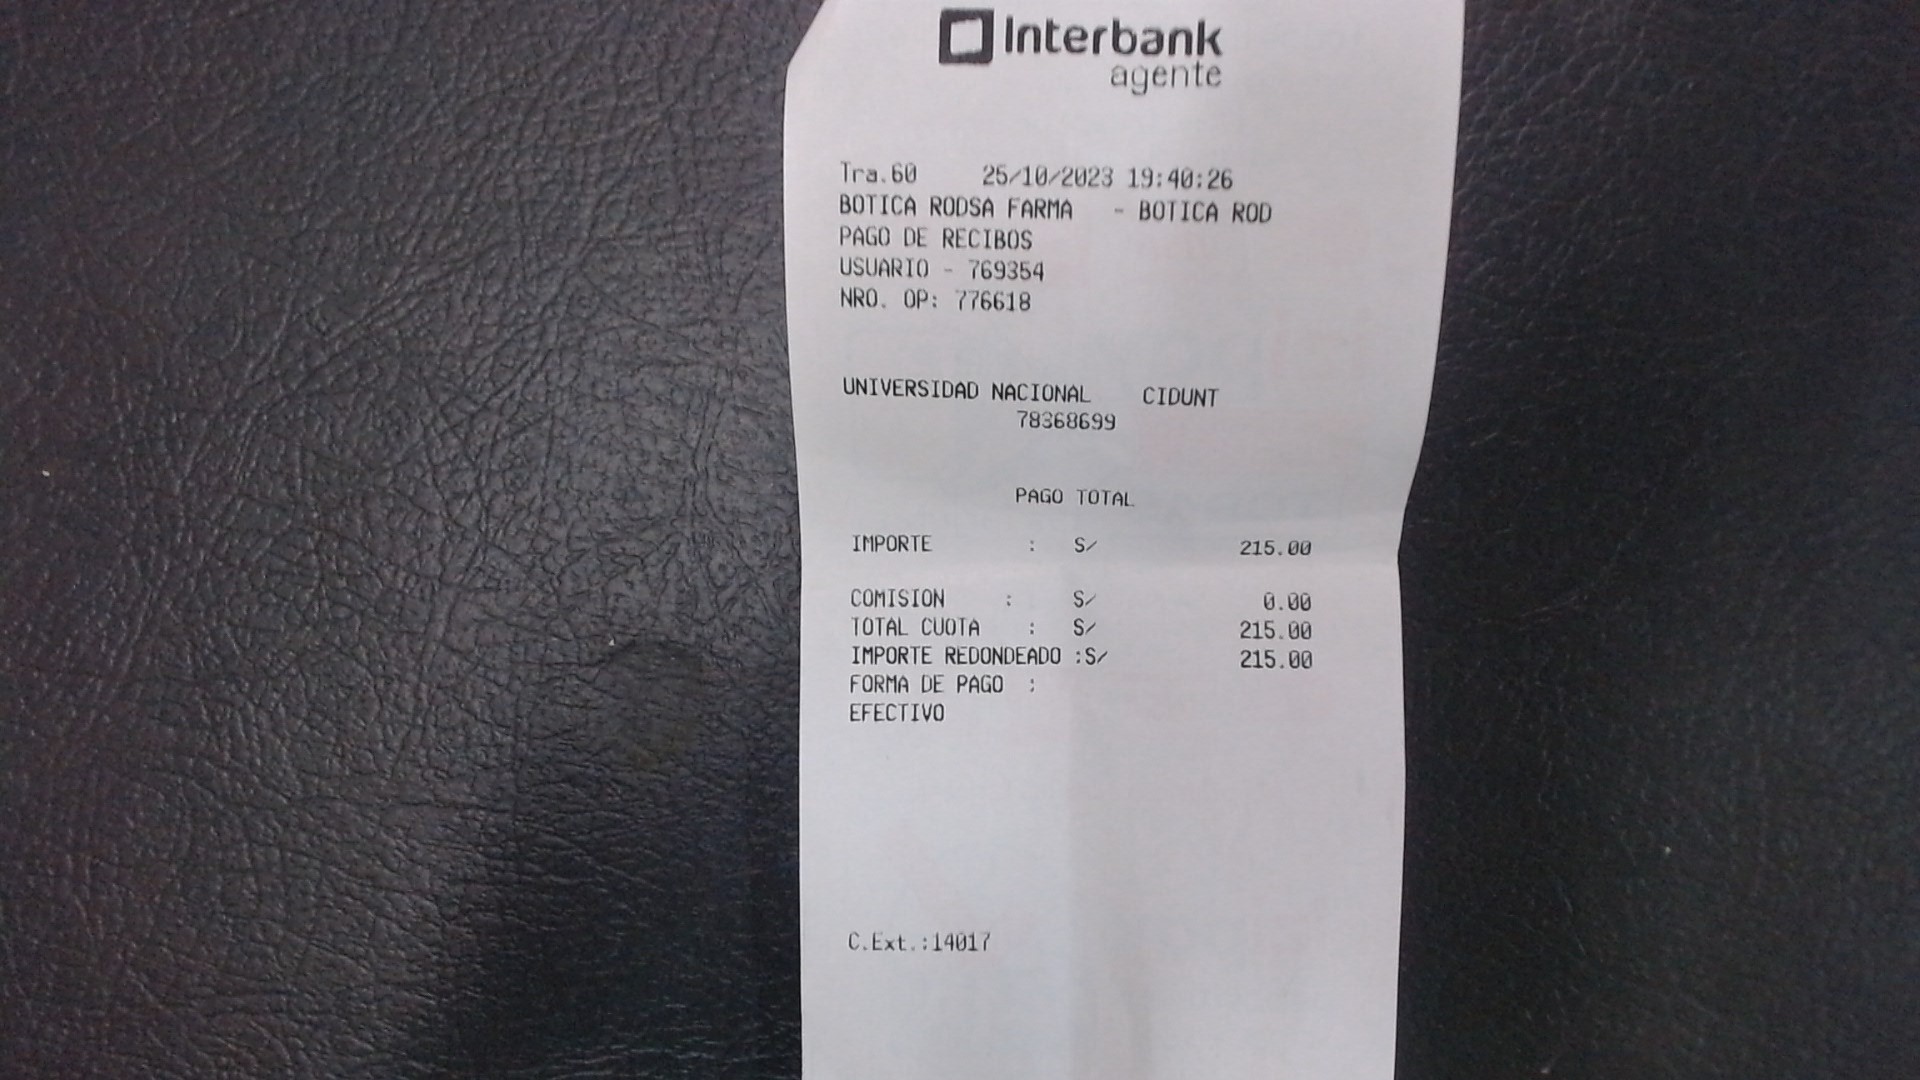 Interbank
agente
Tra.60 25/10/2023 19:40:26
BOTICA RODSA FARMA - BOTICA ROD
PAGO DE RECIBOS
USUARIO - 769354
NRO. OP: 776618
UNIVERSIDAD NACIONAL CIDUNT
78368699
PAGO TOTAL
IMPORTE : S/ 215.00
COMISION : S/ 0.00
TOTAL CUOTA : S/ 215.00
IMPORTE REDONDEADO :S/ 215.00
FORMA DE PAGO :
EFECTIVO
C.Ext.:14017